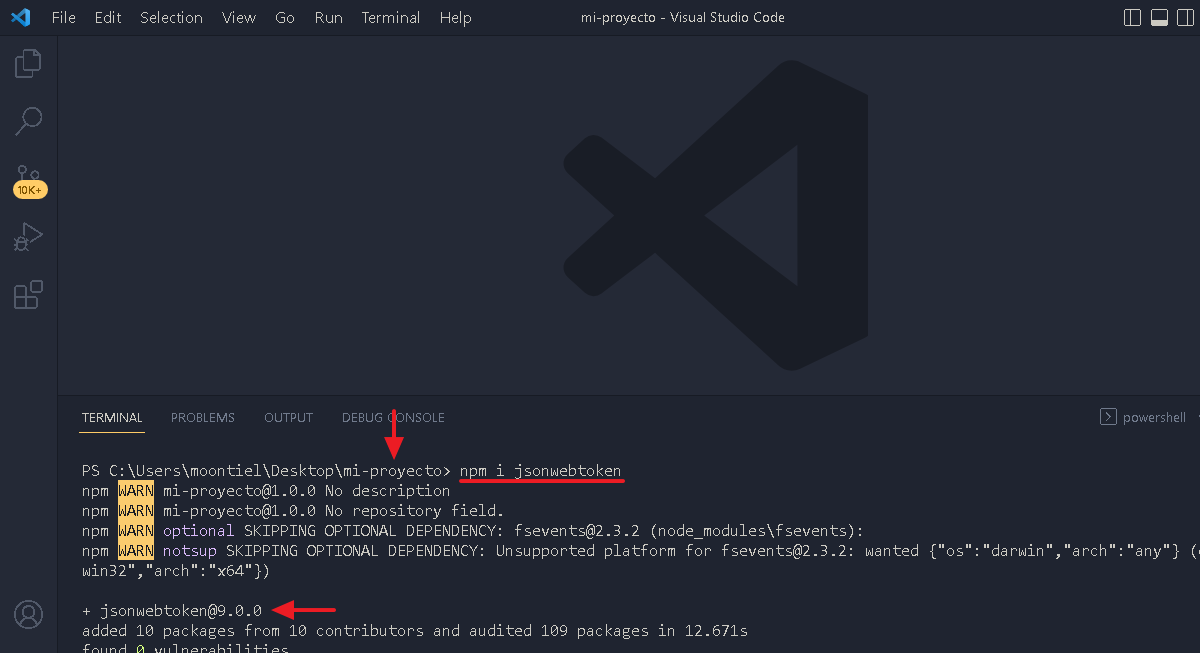 File Edit Selection View Go Run Terminal Help mi-proyecto - Visual Studio Code
10K+
TERMINAL PROBLEMS OUTPUT DEBUG CONSOLE powershell
PS C:\Users\moontiel\Desktop\mi-proyecto> npm i jsonwebtoken
npm WARN mi-proyecto@1.0.0 No description
npm WARN mi-proyecto@1.0.0 No repository field.
npm WARN optional SKIPPING OPTIONAL DEPENDENCY: fsevents@2.3.2 (node_modules\fsevents):
npm WARN notsup SKIPPING OPTIONAL DEPENDENCY: Unsupported platform for fsevents@2.3.2: wanted {"os":"darwin","arch":"any"} (
win32","arch":"x64"})
+ jsonwebtoken@9.0.0
added 10 packages from 10 contributors and audited 109 packages in 12.671s
found 0 vulnerabilities